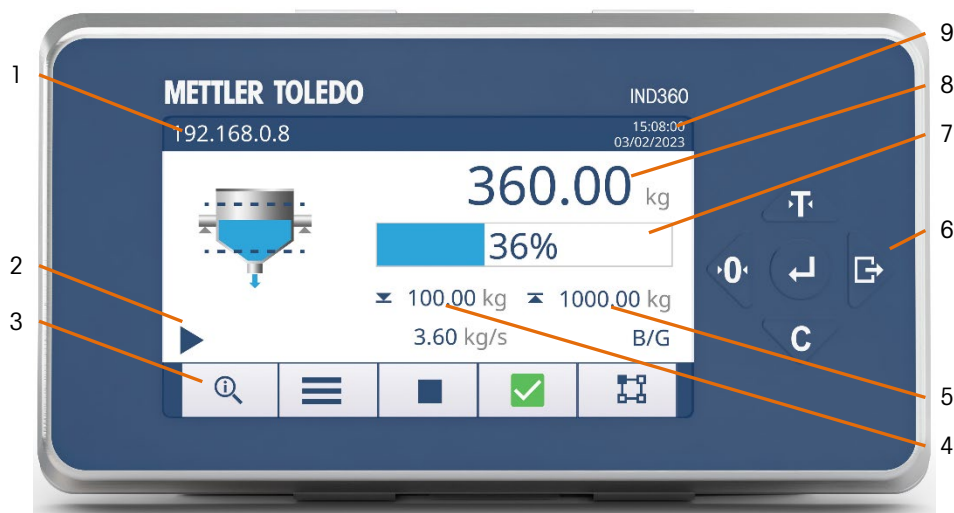 METTLER TOLEDO
IND360
192.168.0.8
15:08:00
03/02/2023
360.00 kg
36%
100.00 kg 1000.00 kg
3.60 kg/s B/G
T
0
C
1
2
3
4
5
6
7
8
9